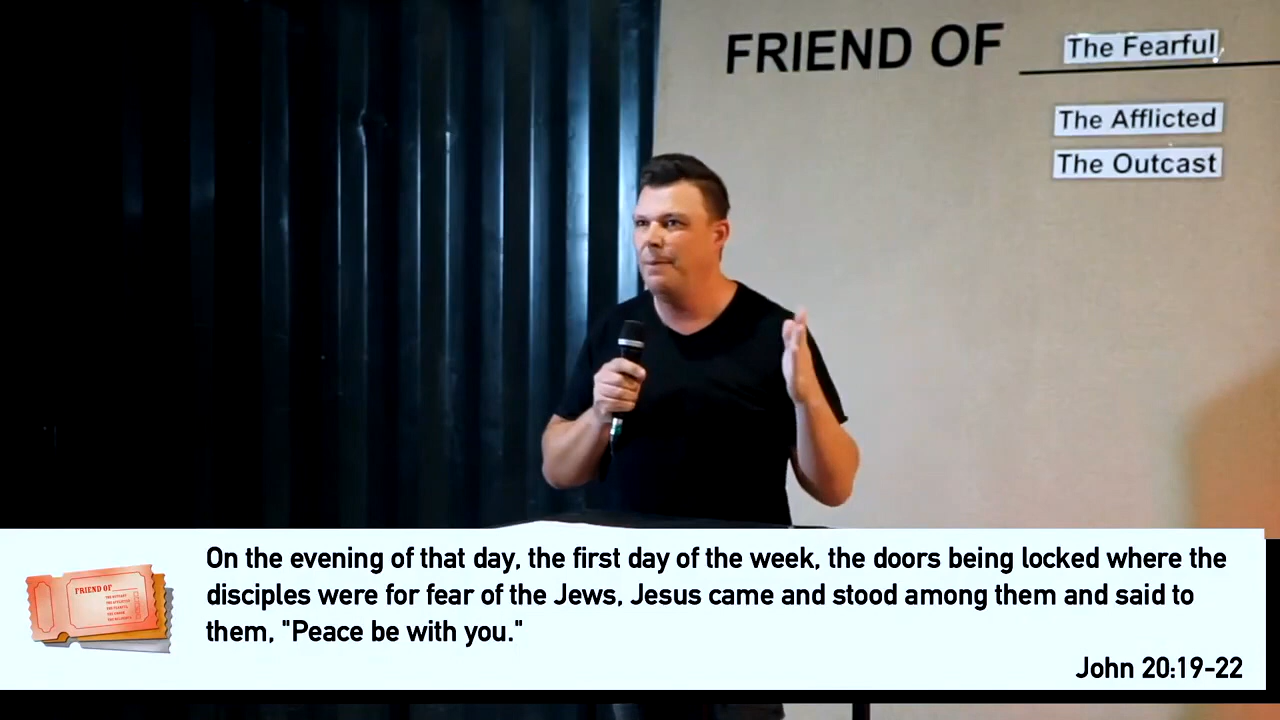 FRIEND OF The Fearful
The Afflicted
The Outcast
On the evening of that day, the first day of the week, the doors being locked where the
disciples were for fear of the Jews, Jesus came and stood among them and said to
them, "Peace be with you."
John 20:19-22
FRIEND OF